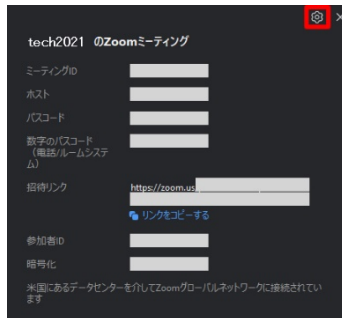 tech2021 のZoomミーティング
ミーティングID
ホスト
パスコード
数字のパスコード
（電話/ルームシステ
ム）
招待リンク https://zoom.us
リンクをコピーする
参加者ID
暗号化
米国にあるデータセンターを介してZoomグローバルネットワークに接続されてい
ます